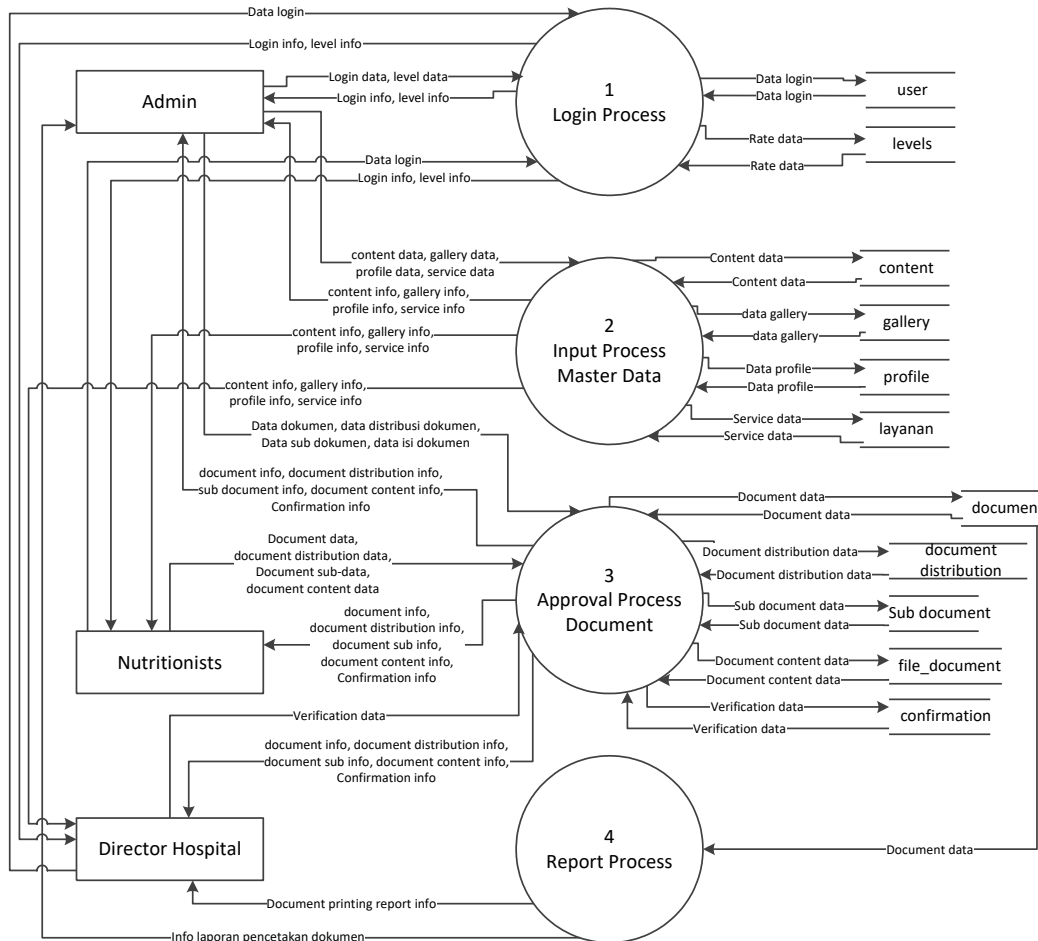 Data login
Login info, level info
Admin
Login data, level data
Login info, level info
1
Login Process
Data login
Data login
user
Rate data
Rate data
levels
Data login
Login info, level info
content data, gallery data,
profile data, service data
content info, gallery info,
profile info, service info
content info, gallery info,
profile info, service info
content info, gallery info,
profile info, service info
2
Input Process
Master Data
Content data
Content data
content
data gallery
data gallery
gallery
Data profile
Data profile
profile
Service data
Service data
layanan
Data dokumen, data distribusi dokumen,
Data sub dokumen, data isi dokumen
document info, document distribution info,
sub document info, document content info,
Confirmation info
Document data,
document distribution data,
Document sub-data,
document content data
document info,
document distribution info,
document sub info,
document content info,
Confirmation info
Nutritionists
3
Approval Process
Document
Document data
Document data
documen
Document distribution data
Document distribution data
document
distribution
Sub document data
Sub document data
Sub document
Document content data
Document content data
file_document
Verification data
Verification data
confirmation
Verification data
document info, document distribution info,
document sub info, document content info,
Confirmation info
Director Hospital
4
Report Process
Document data
Document printing report info
Info laporan pencetakan dokumen